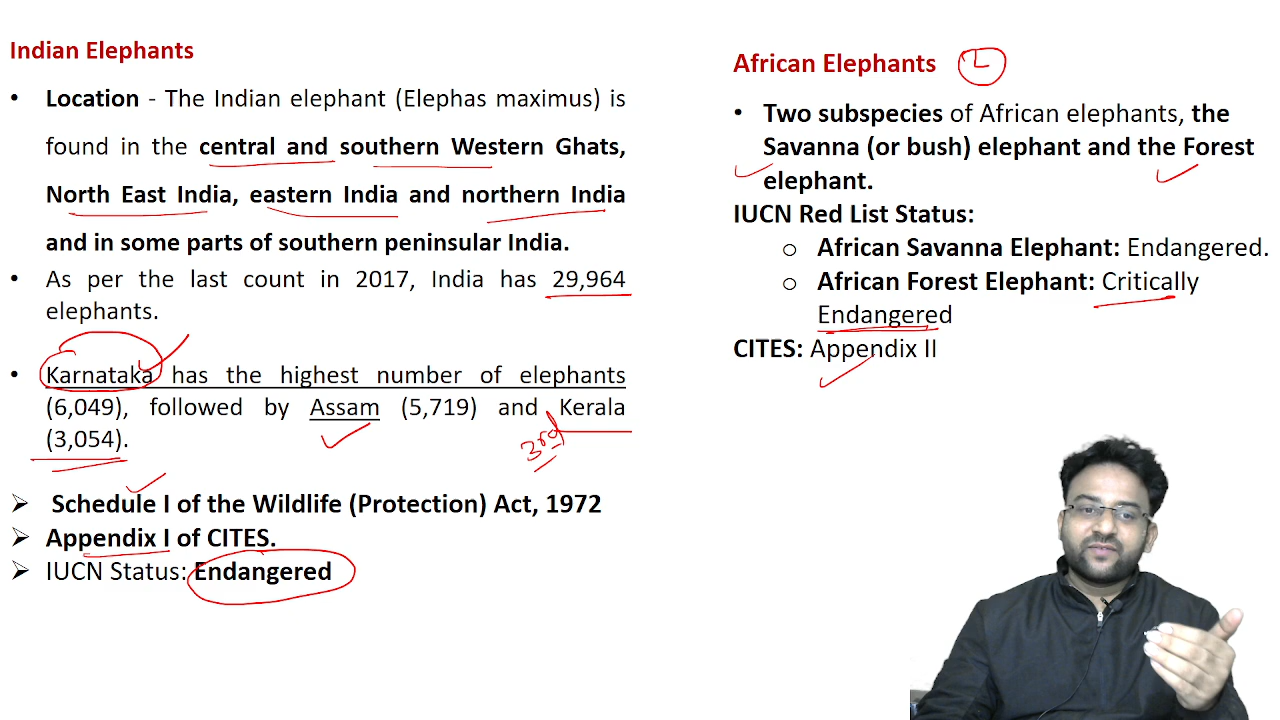 Indian Elephants
• Location - The Indian elephant (Elephas maximus) is
found in the central and southern Western Ghats,
North East India, eastern India and northern India
and in some parts of southern peninsular India.
• As per the last count in 2017, India has 29,964
elephants.
• Karnataka has the highest number of elephants
(6,049), followed by Assam (5,719) and Kerala
(3,054).
3rd
➢ Schedule I of the Wildlife (Protection) Act, 1972
➢ Appendix I of CITES.
➢ IUCN Status: Endangered
African Elephants
• Two subspecies of African elephants, the
Savanna (or bush) elephant and the Forest
elephant.
IUCN Red List Status:
o African Savanna Elephant: Endangered.
o African Forest Elephant: Critically
Endangered
CITES: Appendix II